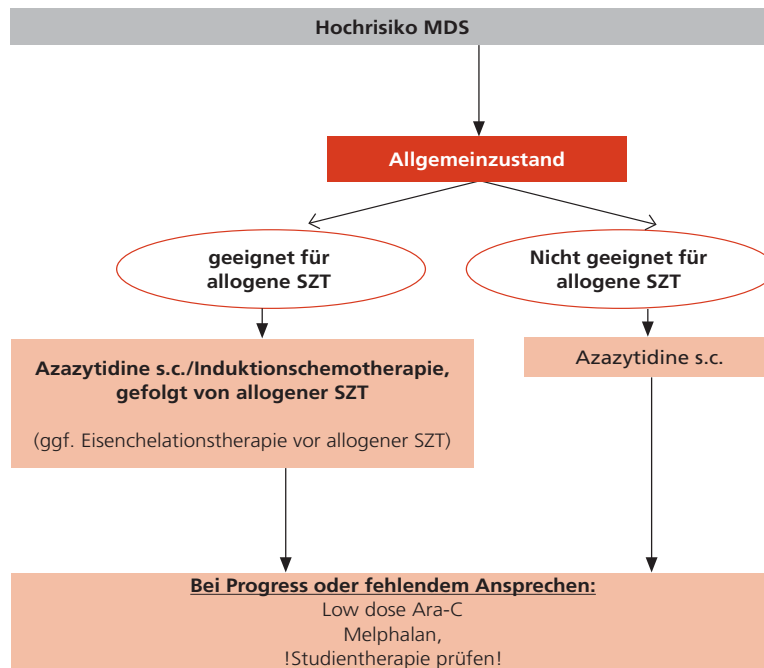 Hochrisiko MDS
Allgemeinzustand
geeignet für
allogene SZT
Nicht geeignet für
allogene SZT
Azazytidine s.c./Induktionschemotherapie,
gefolgt von allogener SZT
(ggf. Eisenchelationstherapie vor allogener SZT)
Azazytidine s.c.
Bei Progress oder fehlendem Ansprechen:
Low dose Ara-C
Melphalan,
!Studientherapie prüfen!